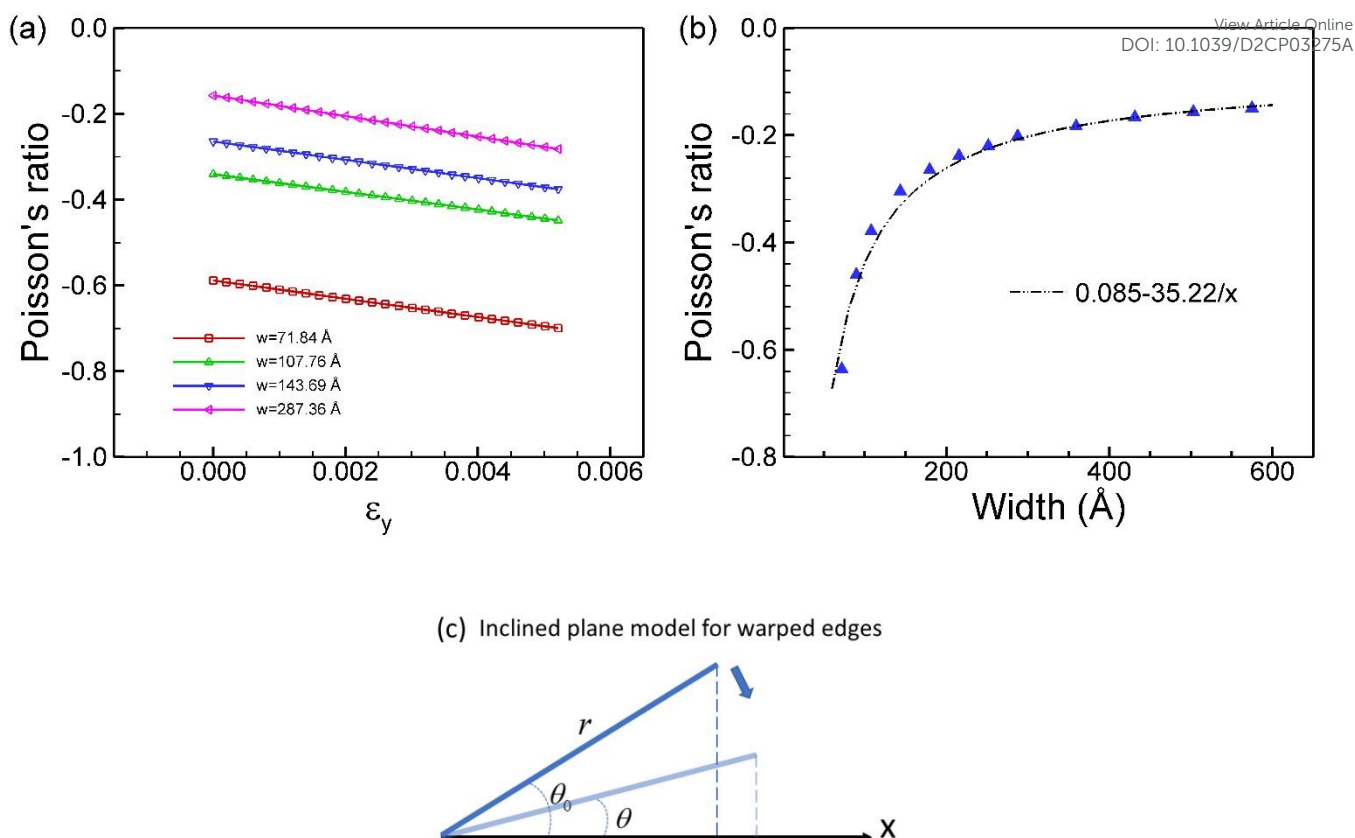 View Article Online
DOI: 10.1039/D2CP03275A
(a)
0.0
-0.2
-0.4
-0.6
-0.8
-1.0
Poisson's ratio
w=71.84 Å
w=107.76 Å
w=143.69 Å
w=287.36 Å
0.000 0.002 0.004 0.006
εy
(b)
0.0
-0.2
-0.4
-0.6
-0.8
Poisson's ratio
0.085-35.22/x
200 400 600
Width (Å)
(c) Inclined plane model for warped edges
r
θ0
θ
x